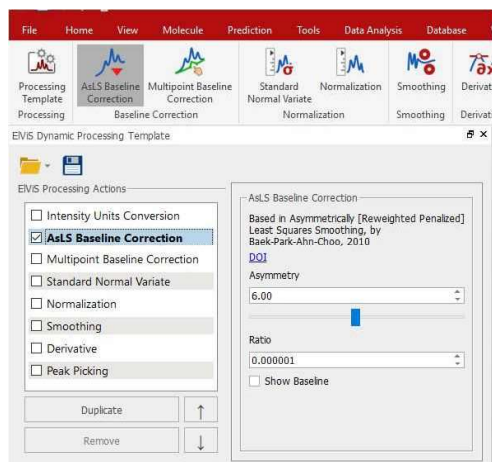 File Home View Molecule Prediction Tools Data Analysis Database
Processing Template
AsLS Baseline Correction
Multipoint Baseline Correction
Standard Normal Variate
Normalization
Smoothing
Processing Baseline Correction Normalization Smoothing
ElViS Dynamic Processing Template
ElViS Processing Actions
Intensity Units Conversion
AsLS Baseline Correction
Multipoint Baseline Correction
Standard Normal Variate
Normalization
Smoothing
Derivative
Peak Picking
Duplicate
Remove
AsLS Baseline Correction
Based in Asymmetrically [Reweighted Penalized]
Least Squares Smoothing, by
Baek-Park-Ahn-Choo, 2010
DOI
Asymmetry
6.00
Ratio
0.000001
Show Baseline